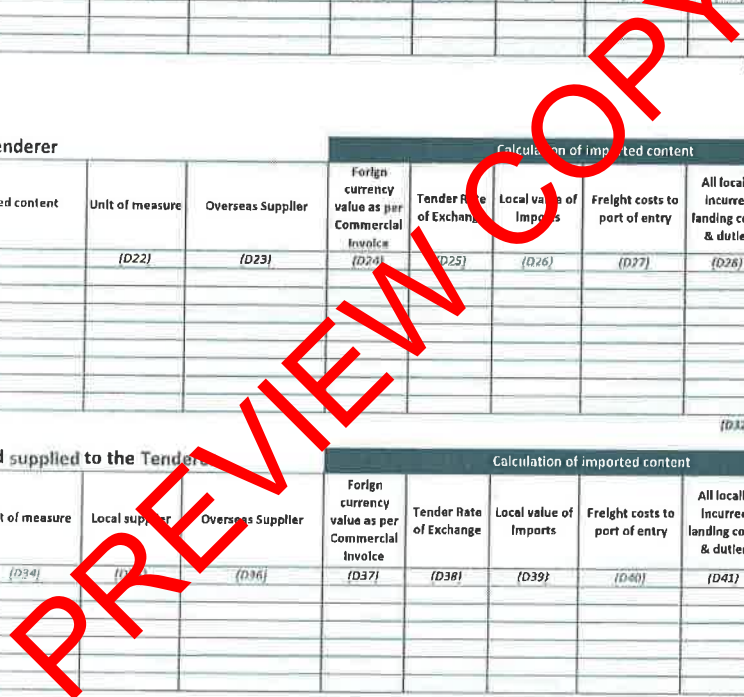 enderer
Calculation of imported content
ed content
Unit of measure
Overseas Supplier
Forign
currency
value as per
Commercial
Invoice
Tender Rate
of Exchange
Local value of
Imports
Freight costs to
port of entry
All local
incurre
landing co
& dutie
(D22)
(D23)
(D24)
(D25)
(D26)
(D27)
(D28)
(D32
d supplied to the Tenderer
Calculation of imported content
t of measure
Local supplier
Overseas Supplier
Forign
currency
value as per
Commercial
Invoice
Tender Rate
of Exchange
Local value of
Imports
Freight costs to
port of entry
All locall
incurre
landing co
& dutie
(D34)
(D36)
(D37)
(D38)
(D39)
(D40)
(D41)
PREVIEW COPY